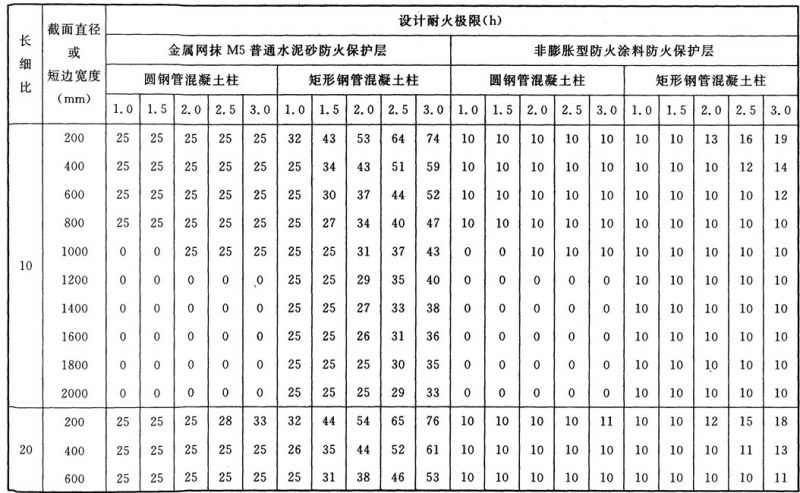 长细比 截面直径或短边宽度(mm) 设计耐火极限(h)
金属网抹 M5 普通水泥砂防火保护层 非膨胀型防火涂料防火保护层
圆钢管混凝土柱 矩形钢管混凝土柱 圆钢管混凝土柱 矩形钢管混凝土柱
1.0 1.5 2.0 2.5 3.0 1.0 1.5 2.0 2.5 3.0 1.0 1.5 2.0 2.5 3.0 1.0 1.5 2.0 2.5 3.0
10
200 25 25 25 25 25 32 43 53 64 74 10 10 10 10 10 10 10 13 16 19
400 25 25 25 25 25 25 34 43 51 59 10 10 10 10 10 10 10 10 12 14
600 25 25 25 25 25 25 30 37 44 52 10 10 10 10 10 10 10 10 10 12
800 25 25 25 25 25 25 27 34 40 47 10 10 10 10 10 10 10 10 10 10
1000 0 0 25 25 25 25 25 31 37 43 0 0 10 10 10 10 10 10 10 10
1200 0 0 0 0 0 25 25 29 35 40 0 0 0 0 0 10 10 10 10 10
1400 0 0 0 0 0 25 25 27 33 38 0 0 0 0 0 10 10 10 10 10
1600 0 0 0 0 0 25 25 26 31 36 0 0 0 0 0 10 10 10 10 10
1800 0 0 0 0 0 25 25 25 30 35 0 0 0 0 0 10 10 10 10 10
2000 0 0 0 0 0 25 25 25 29 33 0 0 0 0 0 10 10 10 10 10
20
200 25 25 25 28 33 32 44 54 65 76 10 10 10 10 11 10 10 12 15 18
400 25 25 25 25 25 26 35 44 52 61 10 10 10 10 10 10 10 10 11 13
600 25 25 25 25 25 25 31 38 46 53 10 10 10 10 10 10 10 10 10 11